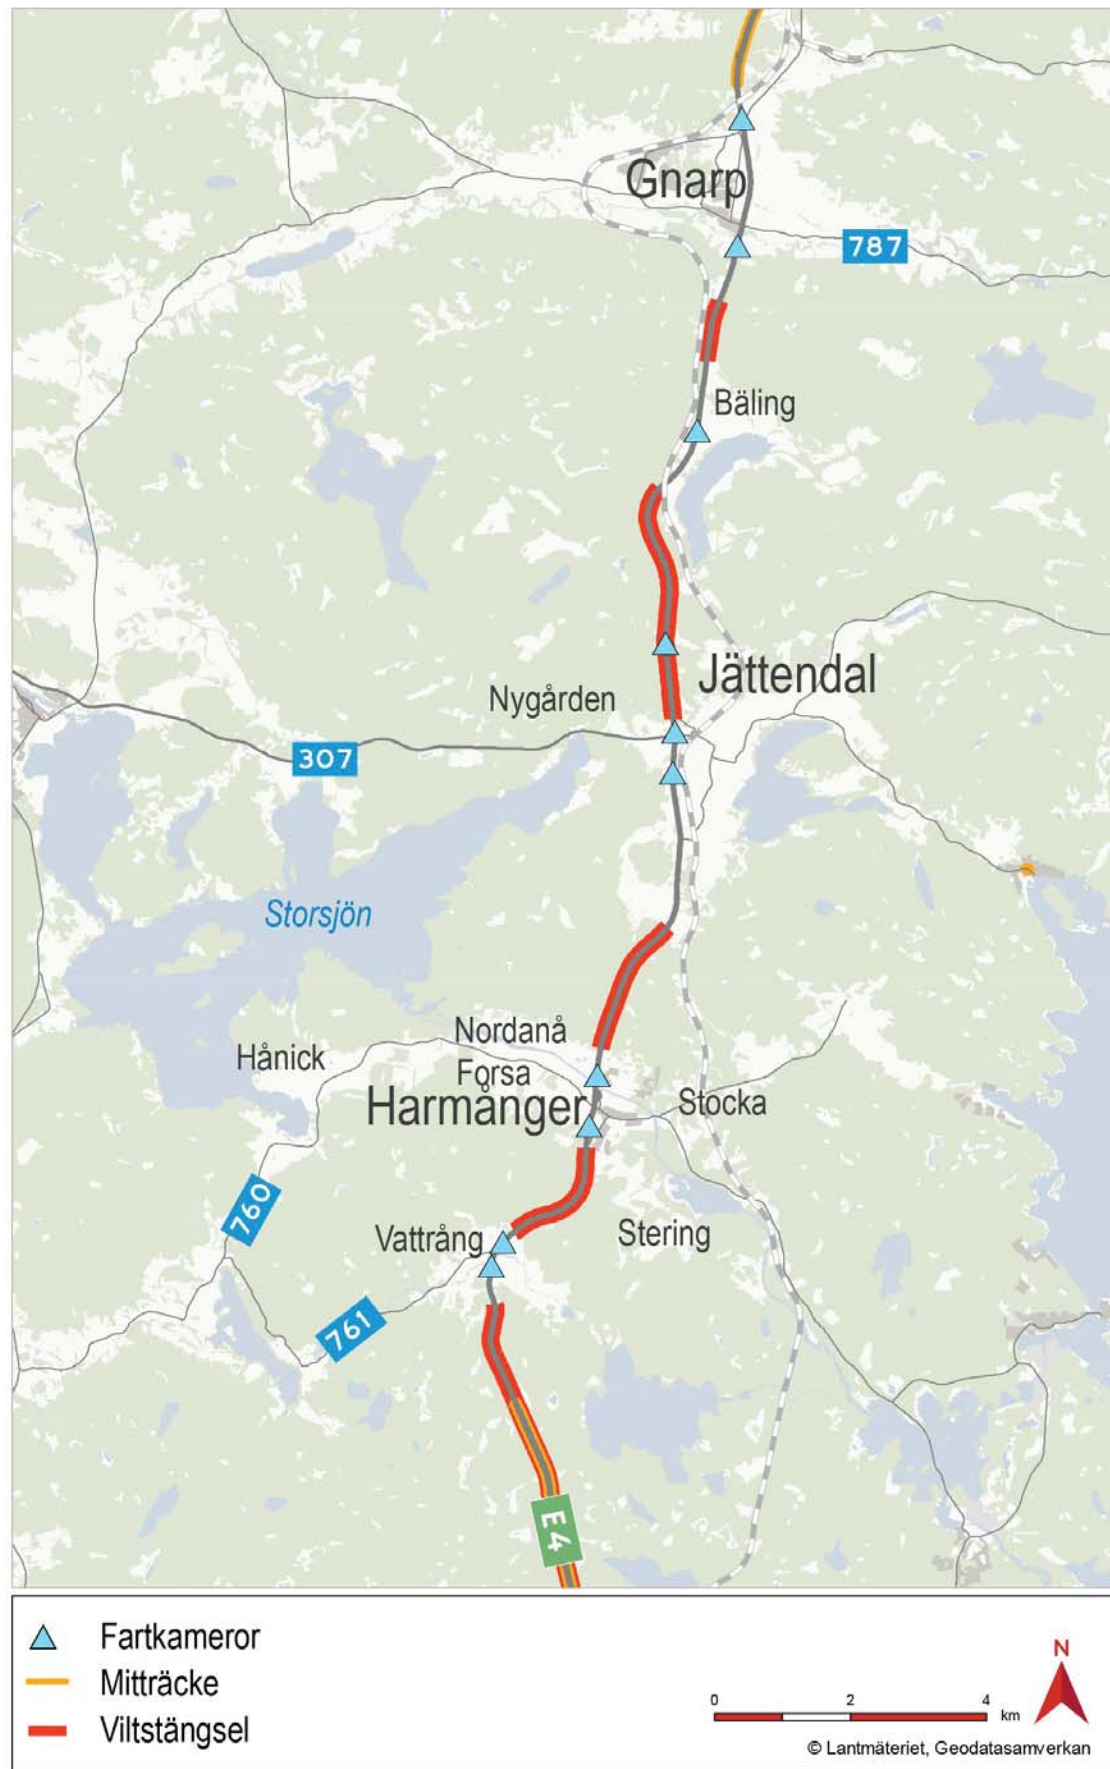 Gnarp
787
Bäling
Jättendal
Nygården
307
Storsjön
Nordanå
Hånick
Forsa
Harmånger
Stocka
760
Vattrång
Stering
761
E4
Fartkameror
Mitträcke
Viltstängsel
N
0 2 4
km
© Lantmäteriet, Geodatasamverkan